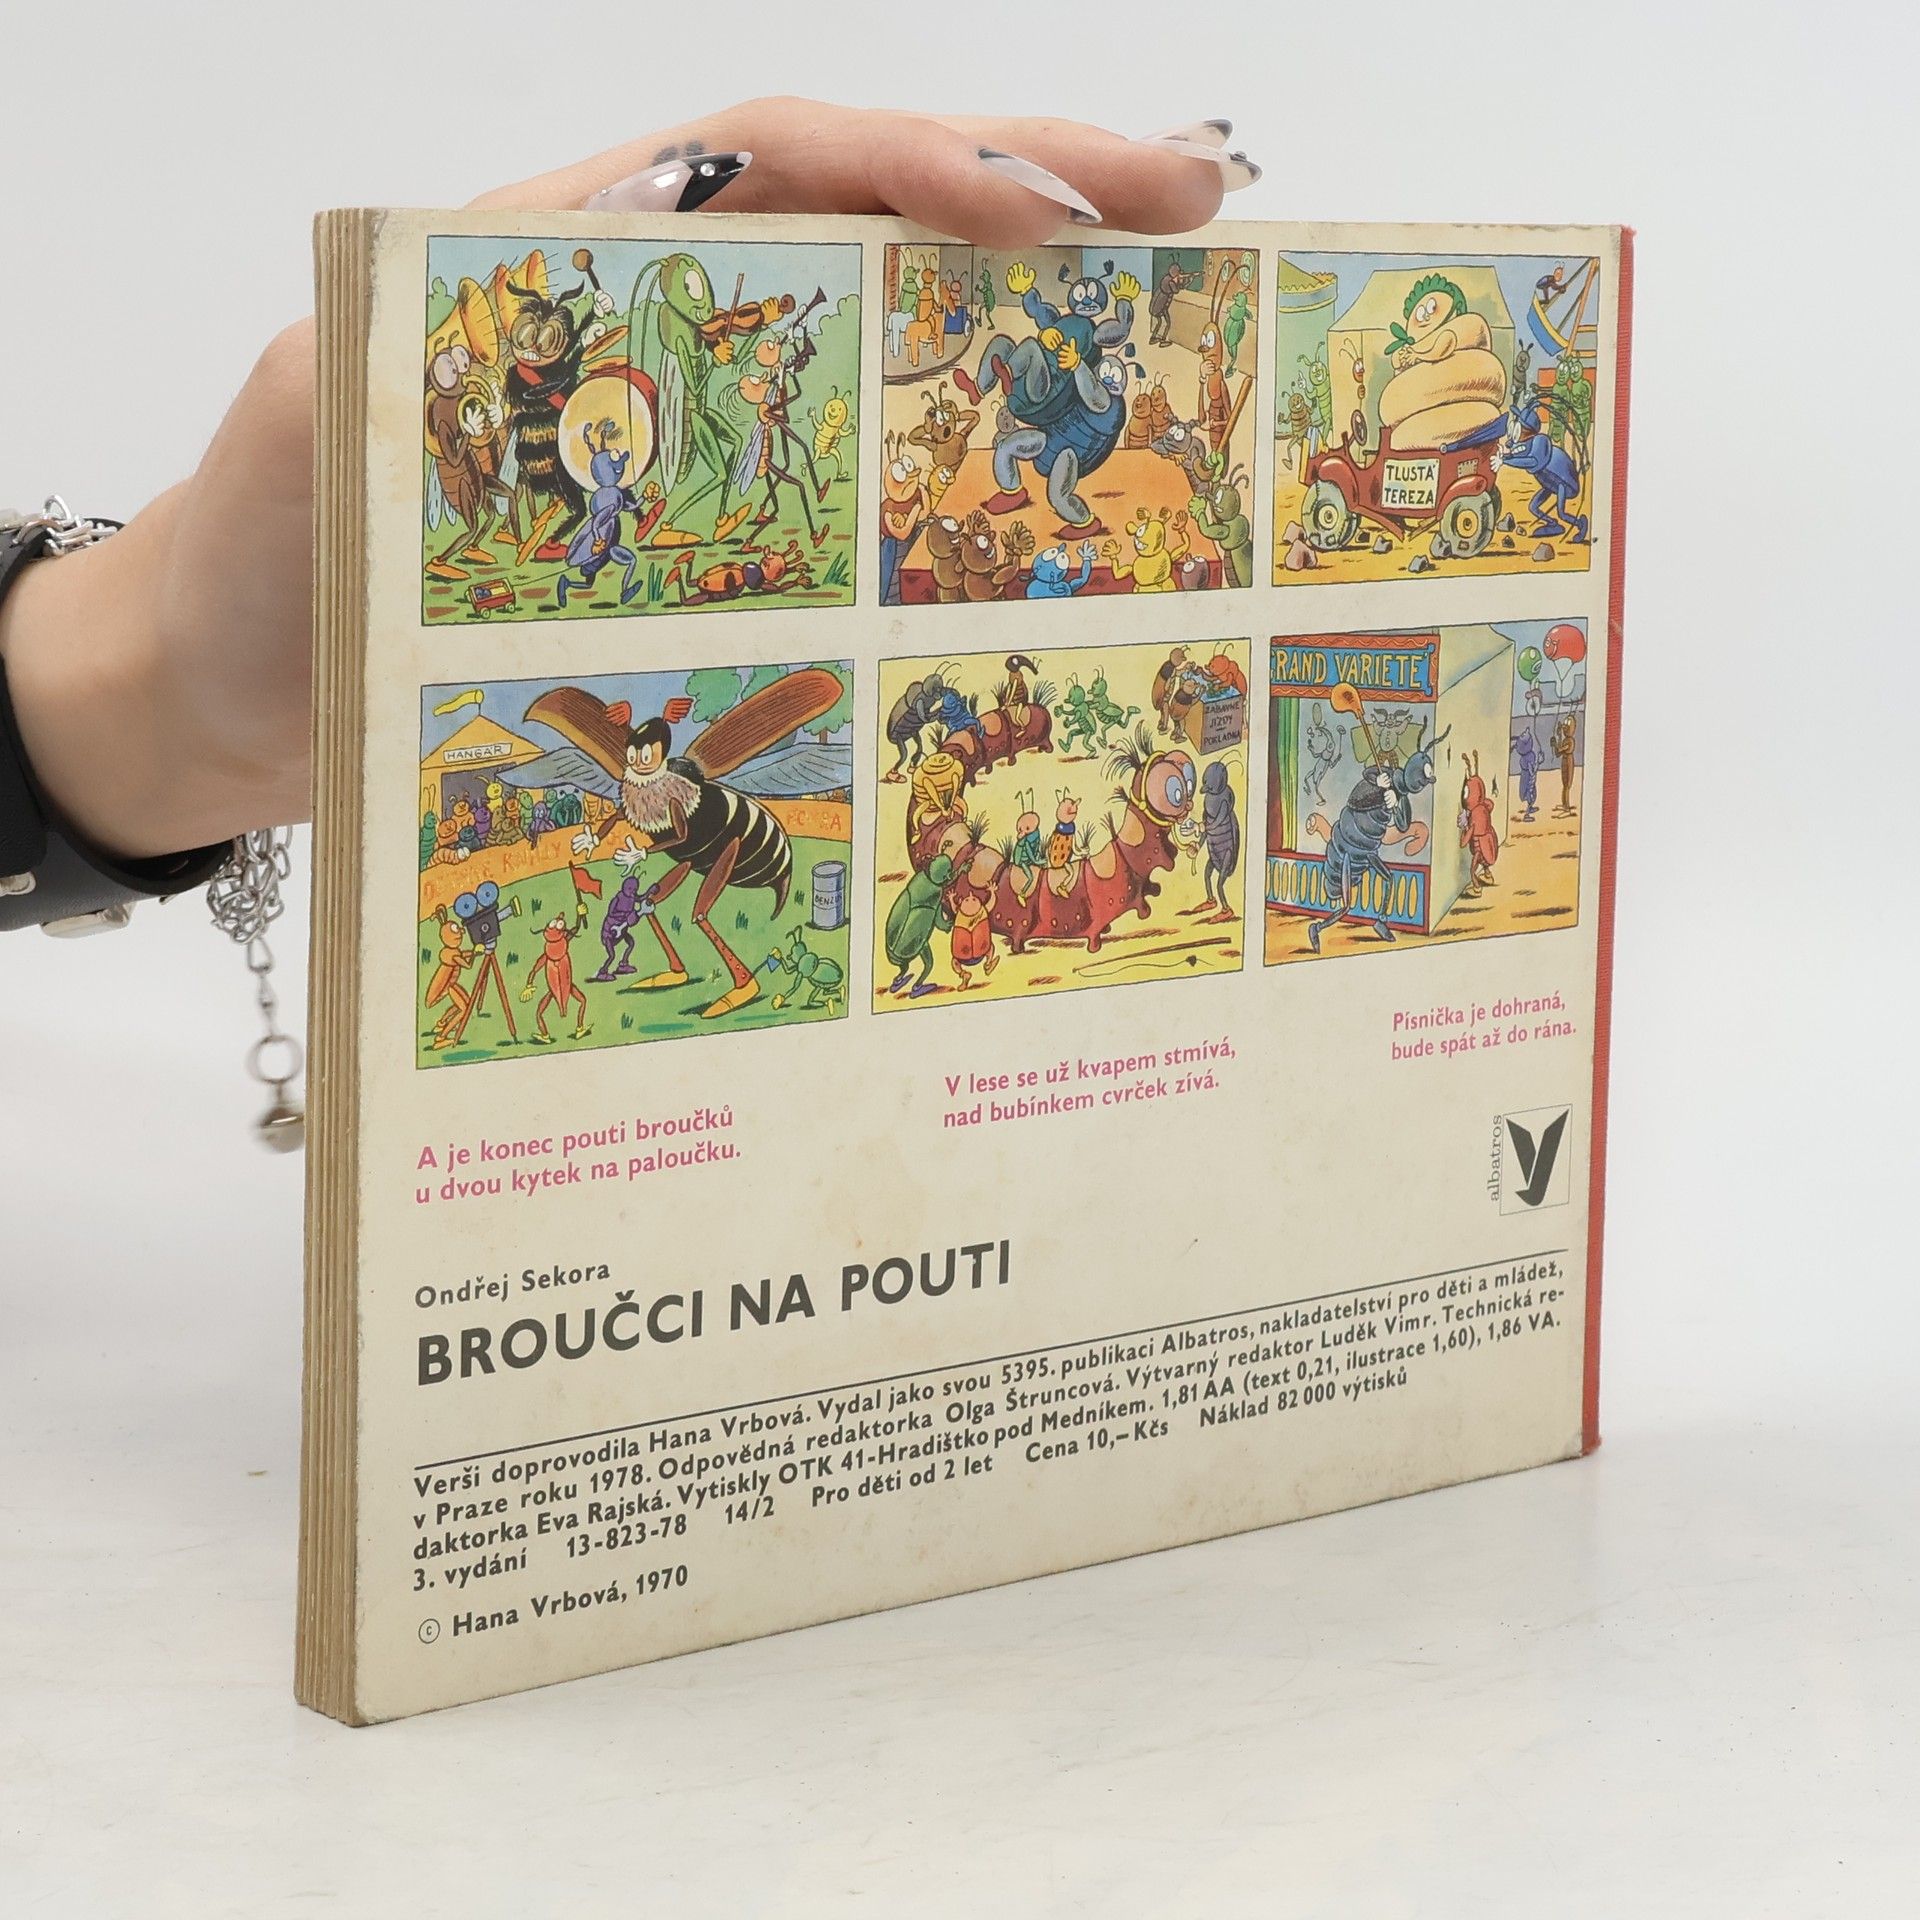 TLUSTÁ
TEREZA
HANGÁR
BENZIN
ZÁBAVNÉ
JÍZDY
POKLADNA
GRAND VARIETÉ
A je konec pouti broučků
u dvou kytek na paloučku.
V lese se už kvapem stmívá,
nad bubínkem cvrček zívá.
Písnička je dohraná,
bude spát až do rána.
albatros
Ondřej Sekora
BROUČCI NA POUTI
Verši doprovodila Hana Vrbová. Vydal jako svou 5395. publikaci Albatros, nakladatelství pro děti a mládež,
v Praze roku 1978. Odpovědná redaktorka Olga Štruncová. Výtvarný redaktor Luděk Vimr. Technická re-
daktorka Eva Rajská. Vytiskly OTK 41-Hradištko pod Medníkem. 1,81 AA (text 0,21, ilustrace 1,60), 1,86 VA.
3. vydání 13-823-78 14/2 Pro děti od 2 let Cena 10,– Kčs Náklad 82 000 výtisků
© Hana Vrbová, 1970